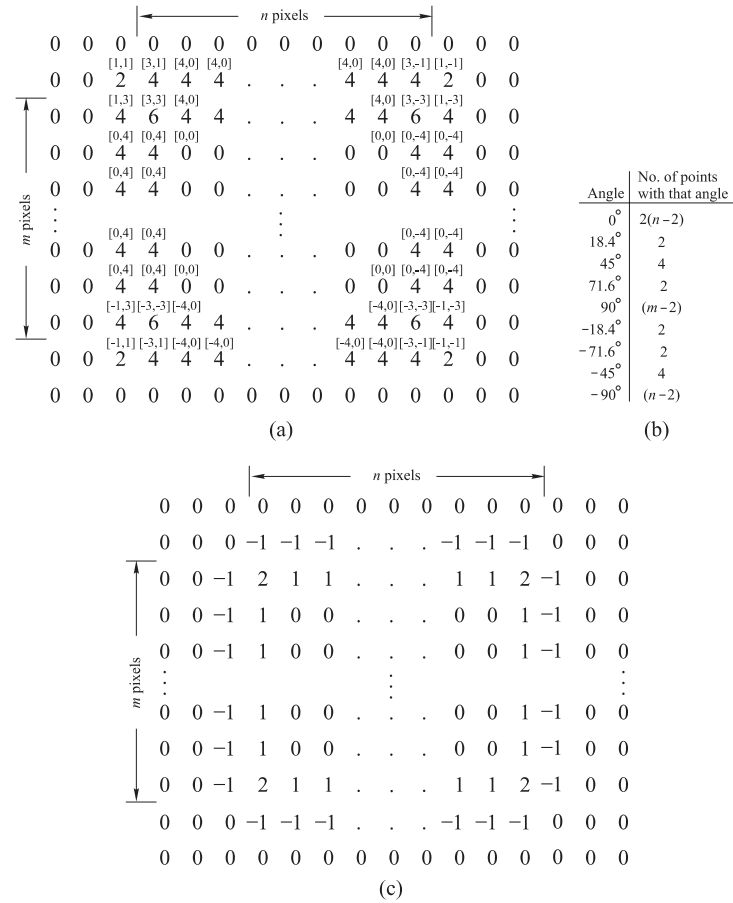 n pixels
0 0 0 0 0 0 0 0 0 0 0 0 0 0 0
[1,1] [3,1] [4,0] [4,0] [4,0] [4,0] [3,-1] [1,-1]
0 0 2 4 4 4 . . . 4 4 4 2 0 0
[1,3] [3,3] [4,0] [4,0] [3,-3] [1,-3]
0 0 4 6 4 4 . . . 4 4 6 4 0 0
[0,4] [0,4] [0,0] [0,0] [0,-4] [0,-4]
0 0 4 4 0 0 . . . 0 0 4 4 0 0
[0,4] [0,4] [0,-4] [0,-4]
0 0 4 4 0 0 . . . 0 0 4 4 0 0
m pixels
[0,4] [0,4] [0,-4] [0,-4]
0 0 4 4 0 0 . . . 0 0 4 4 0 0
[0,4] [0,4] [0,0] [0,0] [0,-4] [0,-4]
0 0 4 4 0 0 . . . 0 0 4 4 0 0
[-1,3] [-3,-3] [-4,0] [-4,0] [-3,-3] [-1,-3]
0 0 4 6 4 4 . . . 4 4 6 4 0 0
[-1,1] [-3,1] [-4,0] [-4,0] [-4,0] [-4,0] [-3,-1] [-1,-1]
0 0 2 4 4 4 . . . 4 4 4 2 0 0
0 0 0 0 0 0 0 0 0 0 0 0 0 0 0
(a)
No. of points
Angle with that angle
0° 2(n−2)
18.4° 2
45° 4
71.6° 2
90° (m−2)
−18.4° 2
−71.6° 2
−45° 4
−90° (n−2)
(b)
n pixels
0 0 0 0 0 0 0 0 0 0 0 0 0 0 0
0 0 0 −1 −1 −1 . . . −1 −1 −1 0 0 0
0 0 −1 2 1 1 . . . 1 1 2 −1 0 0
0 0 −1 1 0 0 . . . 0 0 1 −1 0 0
0 0 −1 1 0 0 . . . 0 0 1 −1 0 0
m pixels
0 0 −1 1 0 0 . . . 0 0 1 −1 0 0
0 0 −1 1 0 0 . . . 0 0 1 −1 0 0
0 0 −1 2 1 1 . . . 1 1 2 −1 0 0
0 0 0 −1 −1 −1 . . . −1 −1 −1 0 0 0
0 0 0 0 0 0 0 0 0 0 0 0 0 0 0
(c)